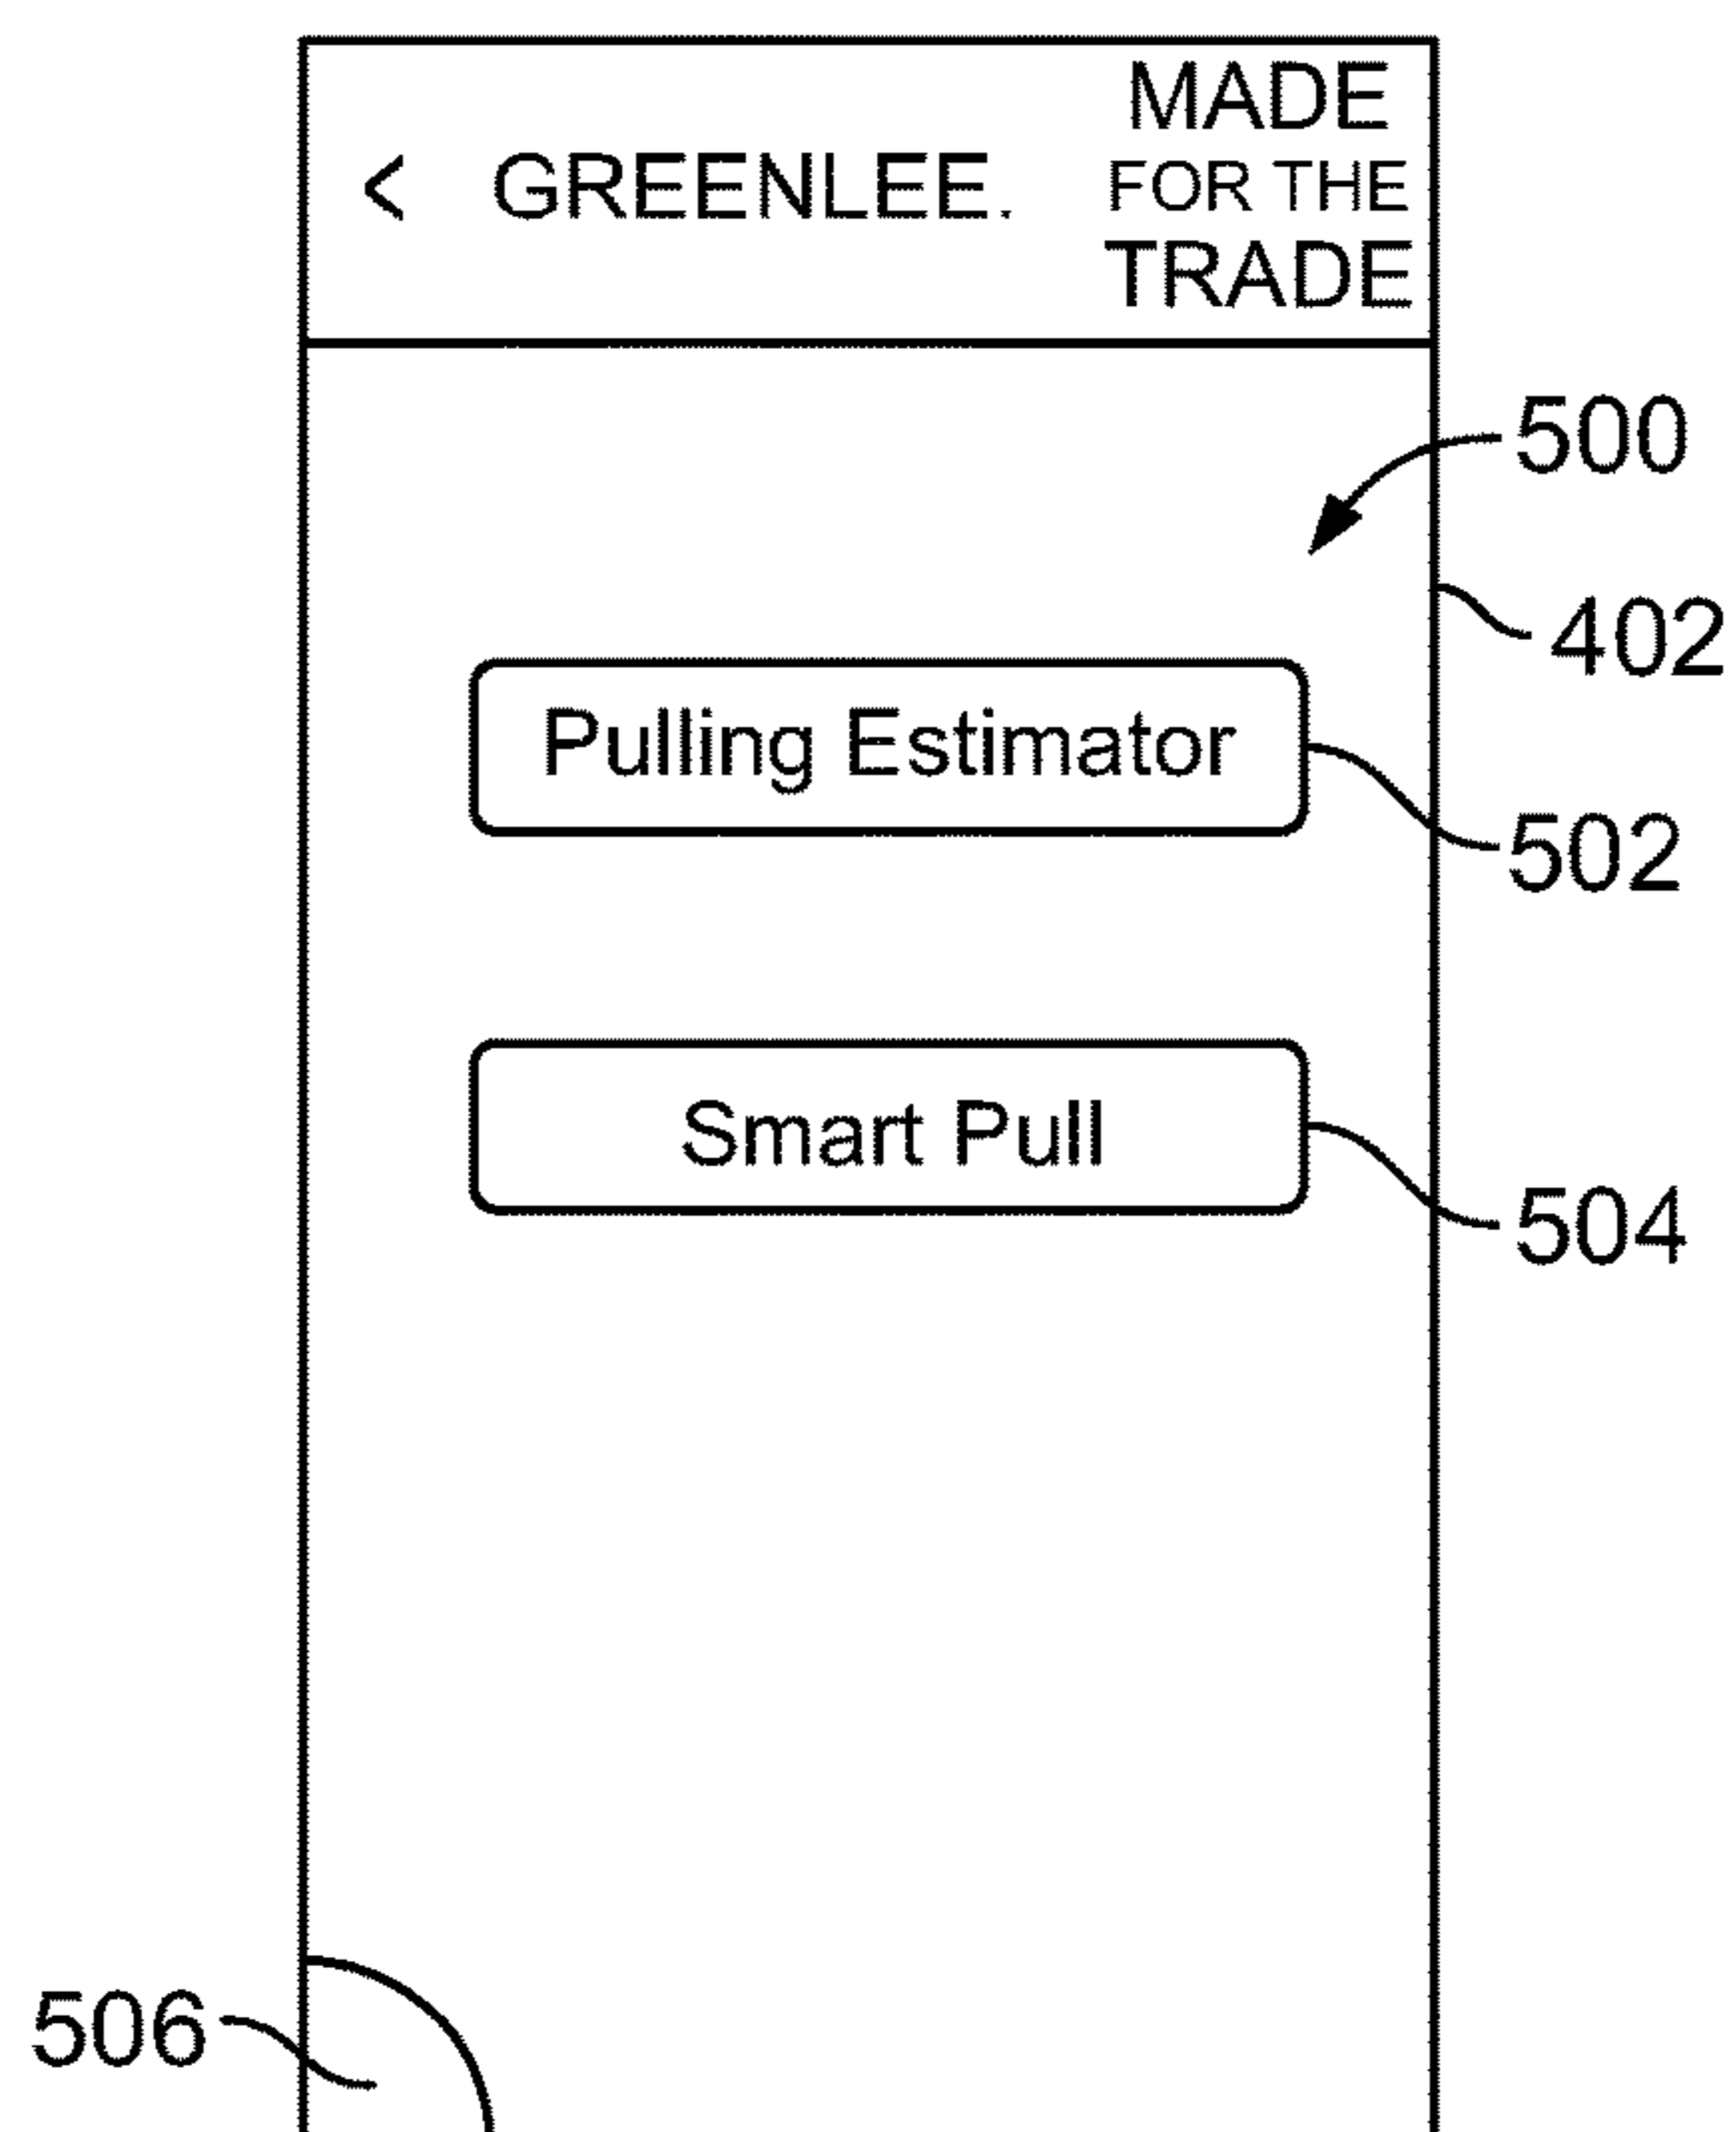 MADE
< GREENLEE. FOR THE
TRADE
500
402
Pulling Estimator
502
Smart Pull
504
506